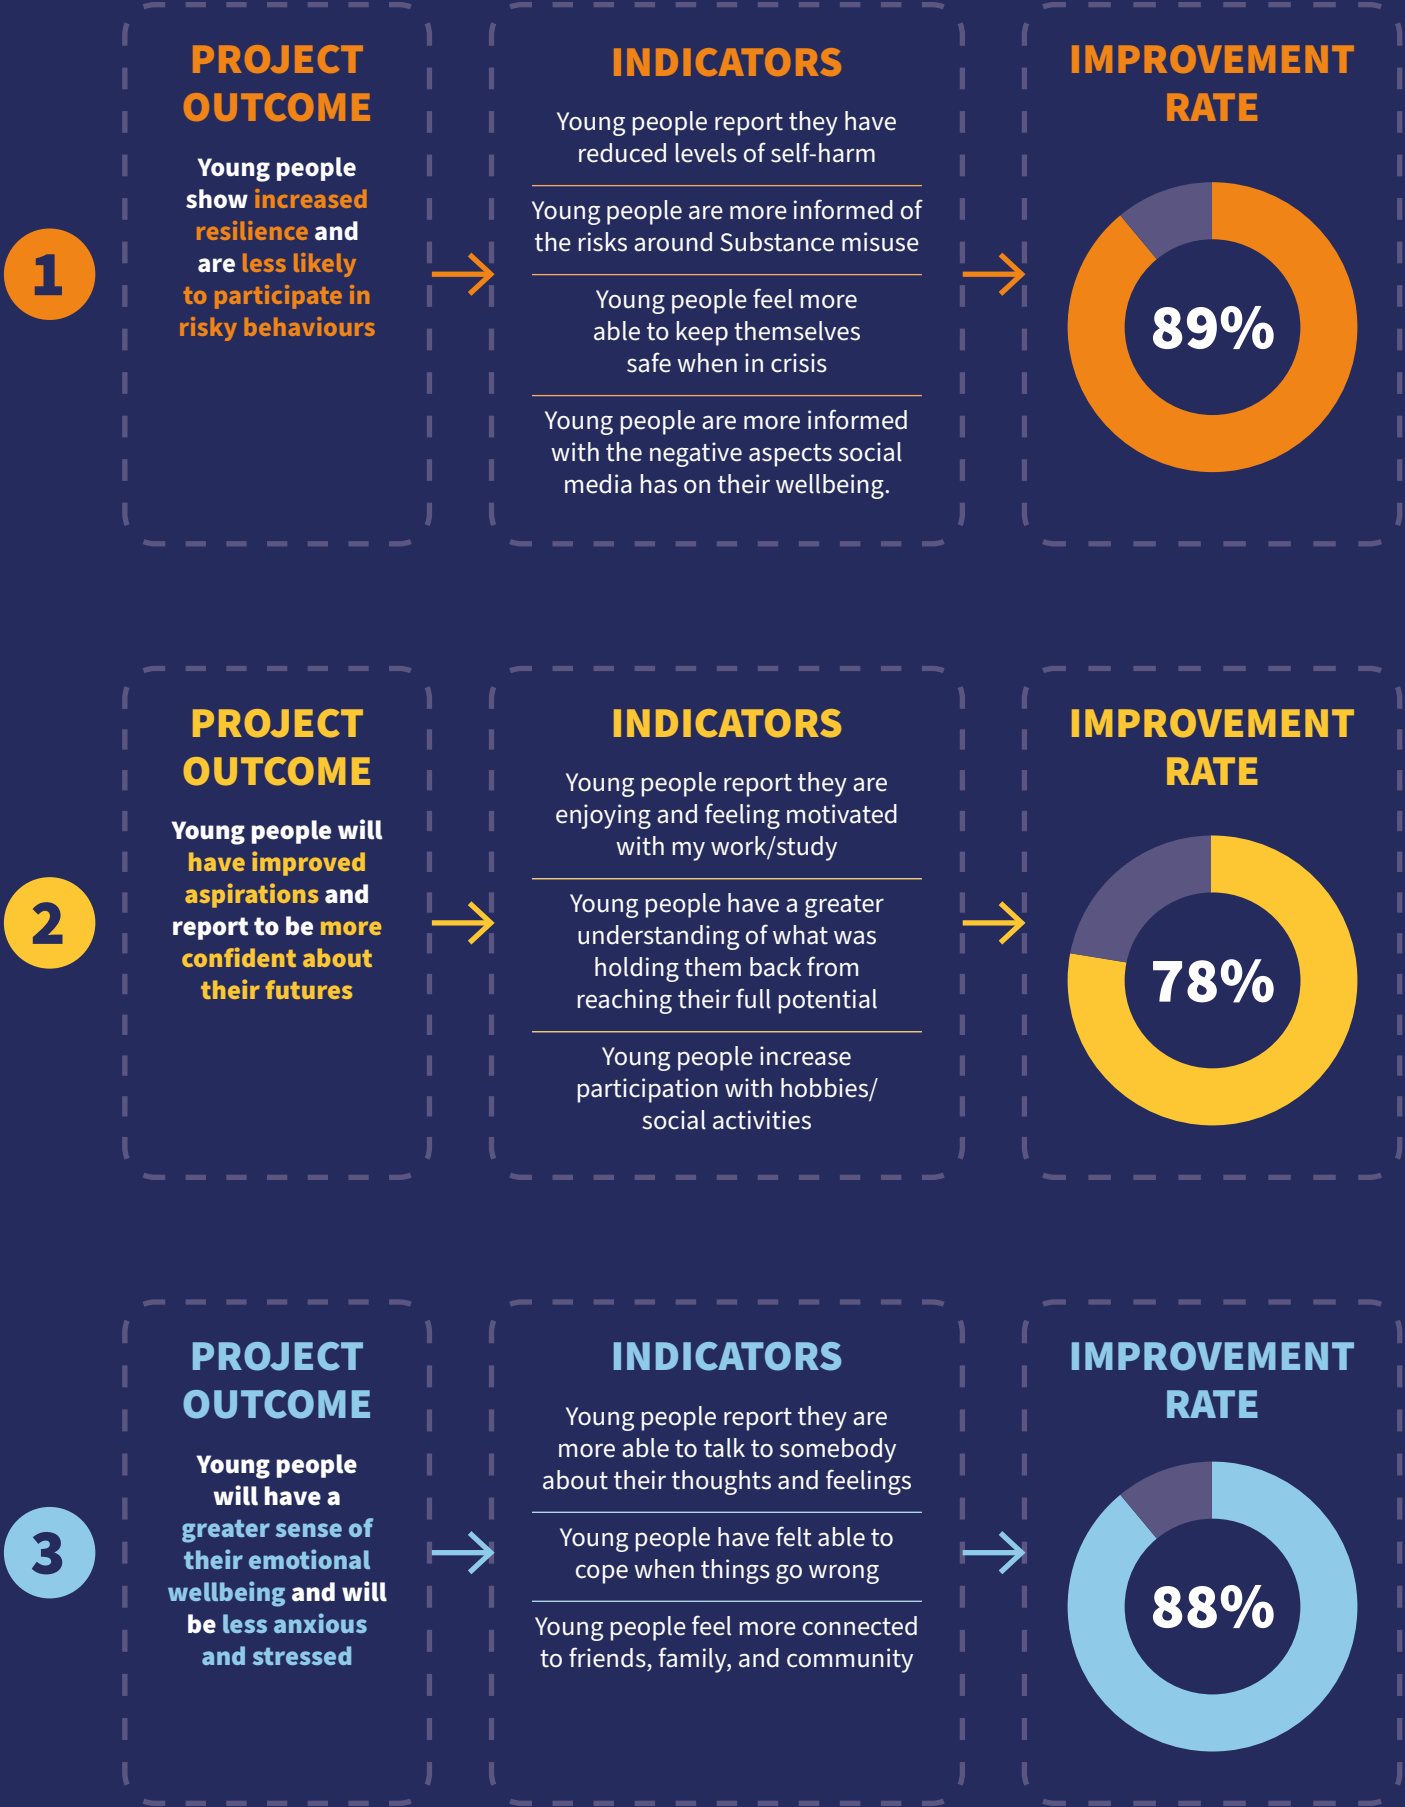 1
PROJECT
OUTCOME
Young people
show increased
resilience and
are less likely
to participate in
risky behaviours
INDICATORS
Young people report they have
reduced levels of self-harm
Young people are more informed of
the risks around Substance misuse
Young people feel more
able to keep themselves
safe when in crisis
Young people are more informed
with the negative aspects social
media has on their wellbeing.
IMPROVEMENT
RATE
89%
2
PROJECT
OUTCOME
Young people will
have improved
aspirations and
report to be more
confident about
their futures
INDICATORS
Young people report they are
enjoying and feeling motivated
with my work/study
Young people have a greater
understanding of what was
holding them back from
reaching their full potential
Young people increase
participation with hobbies/
social activities
IMPROVEMENT
RATE
78%
3
PROJECT
OUTCOME
Young people
will have a
greater sense of
their emotional
wellbeing and will
be less anxious
and stressed
INDICATORS
Young people report they are
more able to talk to somebody
about their thoughts and feelings
Young people have felt able to
cope when things go wrong
Young people feel more connected
to friends, family, and community
IMPROVEMENT
RATE
88%